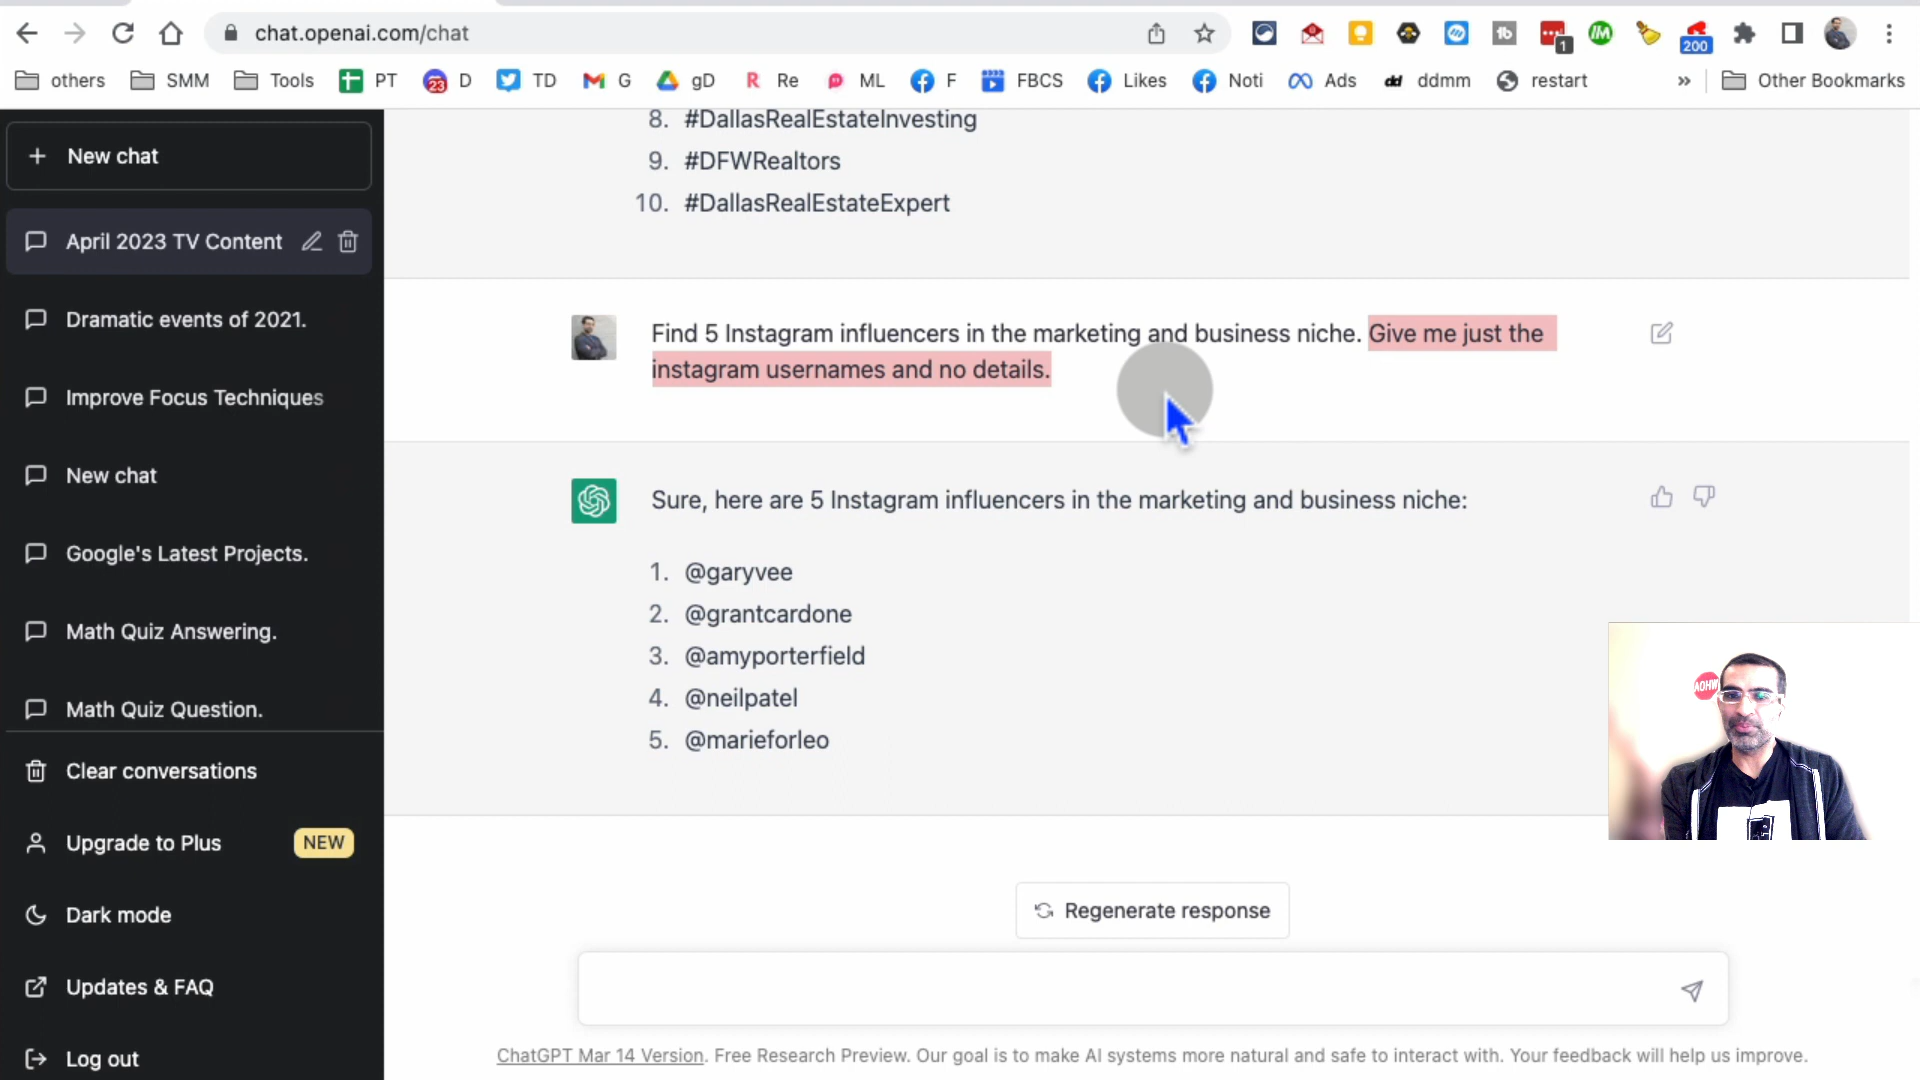 chat.openai.com/chat
1
200
others
SMM
Tools
PT
23
D
TD
G
gD
R
Re
ML
F
FBCS
Likes
Noti
Ads
dd
ddmm
restart
»
Other Bookmarks
+ New chat
April 2023 TV Content
Dramatic events of 2021.
Improve Focus Techniques
New chat
Google's Latest Projects.
Math Quiz Answering.
Math Quiz Question.
Clear conversations
Upgrade to Plus
NEW
Dark mode
Updates & FAQ
Log out
8. #DallasRealEstateInvesting
9. #DFWRealtors
10. #DallasRealEstateExpert
Find 5 Instagram influencers in the marketing and business niche. Give me just the
instagram usernames and no details.
Sure, here are 5 Instagram influencers in the marketing and business niche:
1. @garyvee
2. @grantcardone
3. @amyporterfield
4. @neilpatel
5. @marieforleo
AOHW
Regenerate response
ChatGPT Mar 14 Version. Free Research Preview. Our goal is to make AI systems more natural and safe to interact with. Your feedback will help us improve.